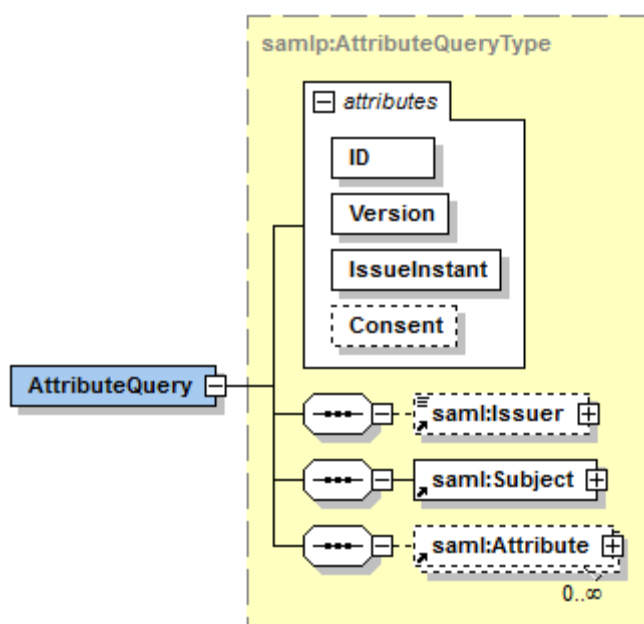 samlp:AttributeQueryType
attributes
ID
Version
IssueInstant
Consent
AttributeQuery
saml:Issuer
saml:Subject
saml:Attribute
0..∞